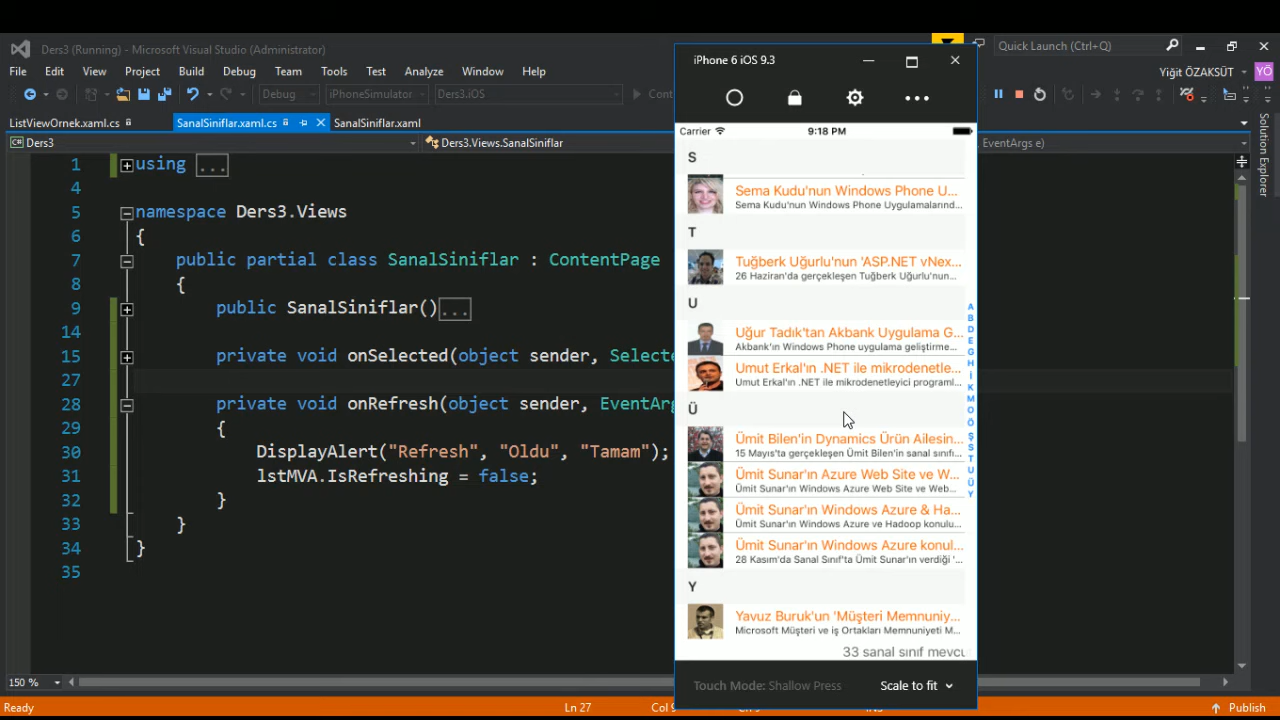 Ders3 (Running) - Microsoft Visual Studio (Administrator)
Quick Launch (Ctrl+Q)
File Edit View Project Build Debug Team Tools Test Analyze Window Help
Yiğit ÖZAKSÜT YÖ
Debug iPhoneSimulator Ders3.iOS
ListViewOrnek.xaml.cs SanalSiniflar.xaml.cs SanalSiniflar.xaml
Ders3 Ders3.Views.SanalSiniflar EventArgs e)
Solution Explorer
1 using ...
4
5 namespace Ders3.Views
6 {
7 public partial class SanalSiniflar : ContentPage
8 {
9 public SanalSiniflar()...
14
15 private void onSelected(object sender, Selecte
27
28 private void onRefresh(object sender, EventArg
29 {
30 DisplayAlert("Refresh", "Oldu", "Tamam");
31 lstMVA.IsRefreshing = false;
32 }
33 }
34 }
35
150 %
Ready Ln 27 INS Publish
iPhone 6 iOS 9.3
Carrier 9:18 PM
S
Sema Kudu'nun Windows Phone U...
Sema Kudu'nun Windows Phone Uygulamalarınd...
T
Tuğberk Uğurlu'nun 'ASP.NET vNex...
26 Haziran'da gerçekleşen Tuğberk Uğurlu'nun...
U
Uğur Tadık'tan Akbank Uygulama G...
Akbank'ın Windows Phone uygulama geliştirme...
Umut Erkal'ın .NET ile mikrodenetle...
Umut Erkal'ın .NET ile mikrodenetleyici programl...
Ü
Ümit Bilen'in Dynamics Ürün Ailesin...
15 Mayıs'ta gerçekleşen Ümit Bilen'in sanal sınıfı...
Ümit Sunar'ın Azure Web Site ve W...
Ümit Sunar'ın Windows Azure Web Site ve Web...
Ümit Sunar'ın Windows Azure & Ha...
Ümit Sunar'ın Windows Azure ve Hadoop konulu...
Ümit Sunar'ın Windows Azure konul...
28 Kasım'da Sanal Sınıf'ta Ümit Sunar'ın verdiği '...
Y
Yavuz Buruk'un 'Müşteri Memnuniy...
Microsoft Müşteri ve iş Ortakları Memnuniyeti M...
33 sanal sınıf mevcu
A
B
D
E
G
H
İ
K
M
O
Ö
Ş
S
T
U
Ü
Y
Touch Mode: Shallow Press Scale to fit